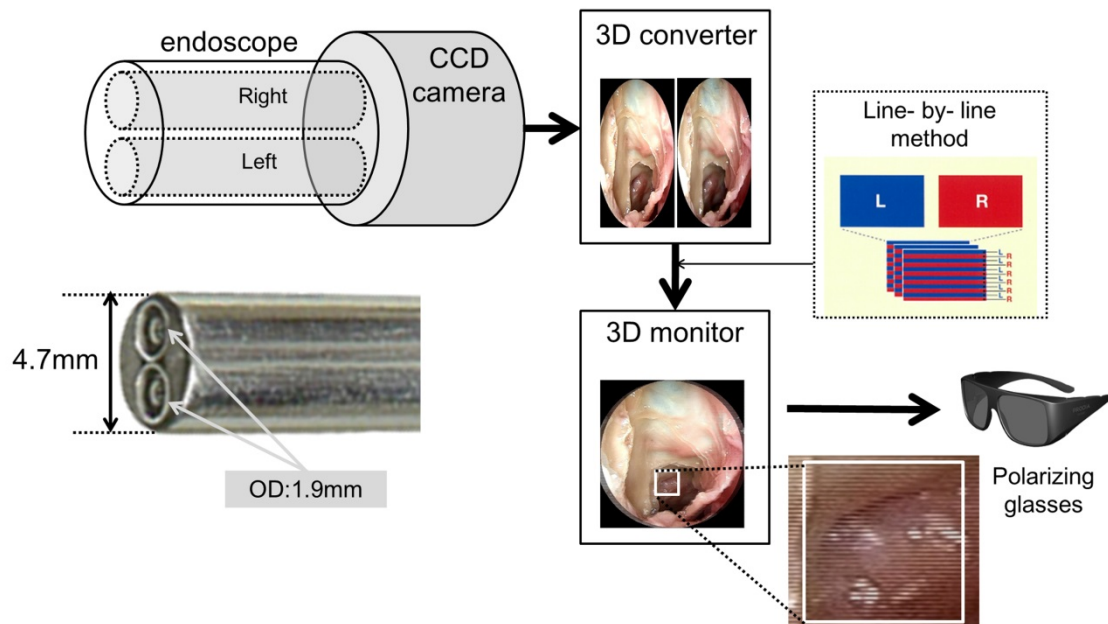 endoscope
Right
Left
CCD
camera
3D converter
Line- by- line
method
L
R
L
R
L
R
L
R
L
R
L
R
3D monitor
4.7mm
OD:1.9mm
Polarizing
glasses